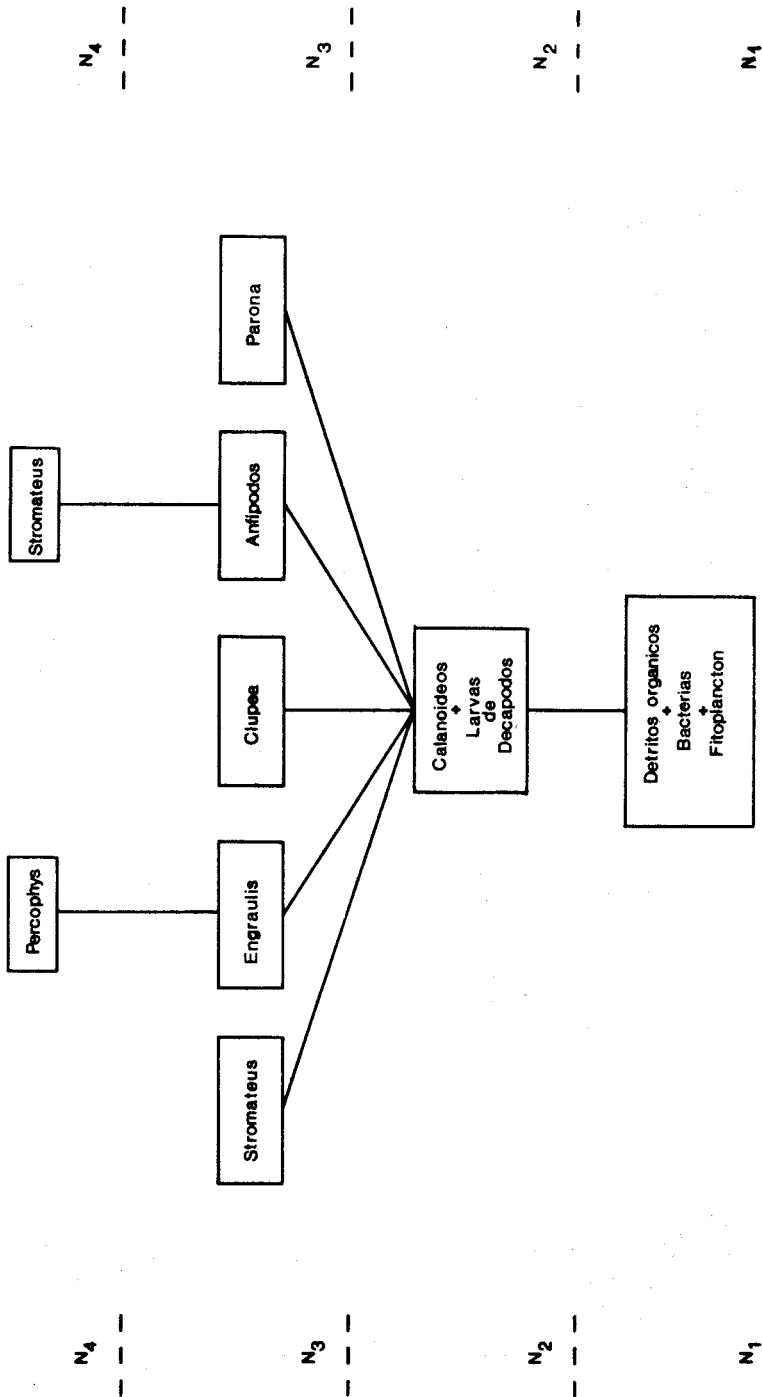 N4
N4
Percophys
Stromateus
N3
N3
Stromateus
Engraulis
Clupea
Anfipodos
Parona
N2
N2
Calanoideos
+
Larvas
de
Decapodos
N1
N1
Detritos organicos
+
Bacterias
+
Fitoplancton